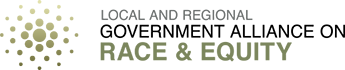 LOCAL AND REGIONAL
GOVERNMENT ALLIANCE ON
RACE & EQUITY